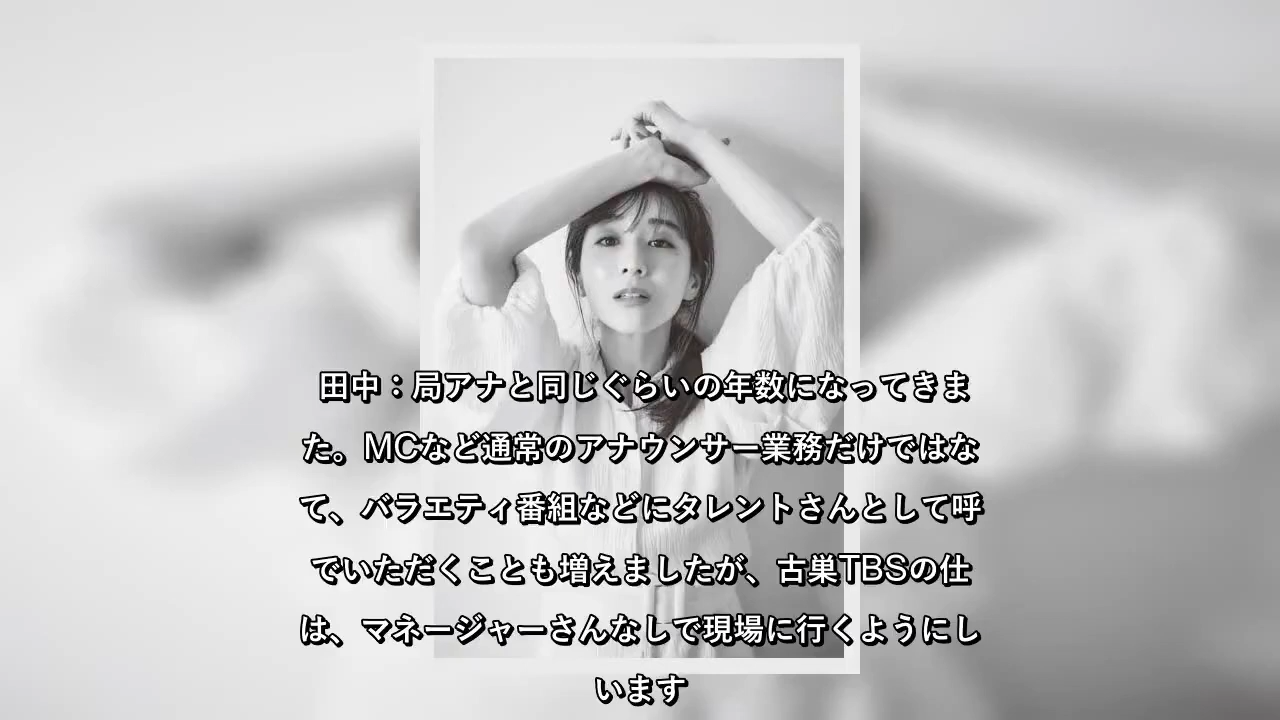 田中：局アナと同じぐらいの年数になってきま
た。MCなど通常のアナウンサー業務だけではな
て、バラエティ番組などにタレントさんとして呼
でいただくことも増えましたが、古巣TBSの仕
は、マネージャーさんなしで現場に行くようにし
います